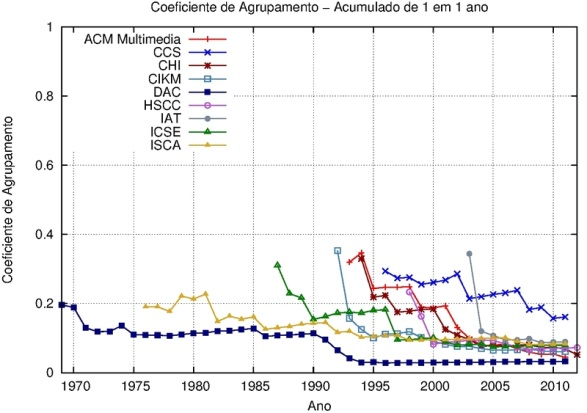 Coeficiente de Agrupamento – Acumulado de 1 em 1 ano
Coeficiente de Agrupamento
1
0.8
0.6
0.4
0.2
0
ACM Multimedia
CCS
CHI
CIKM
DAC
HSCC
IAT
ICSE
ISCA
1970 1975 1980 1985 1990 1995 2000 2005 2010
Ano